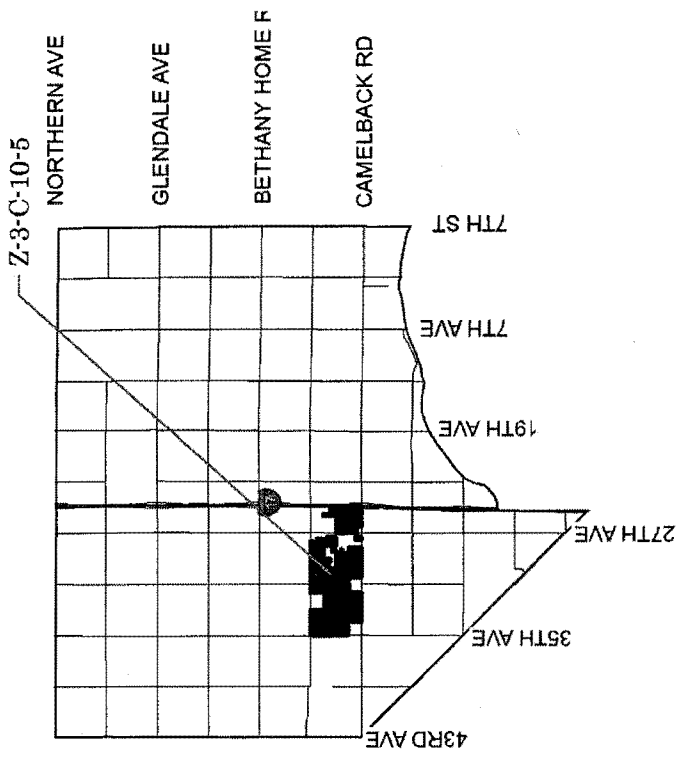 Z-3-C-10-5
NORTHERN AVE
GLENDALE AVE
BETHANY HOME R
CAMELBACK RD
7TH ST
7TH AVE
19TH AVE
27TH AVE
35TH AVE
43RD AVE